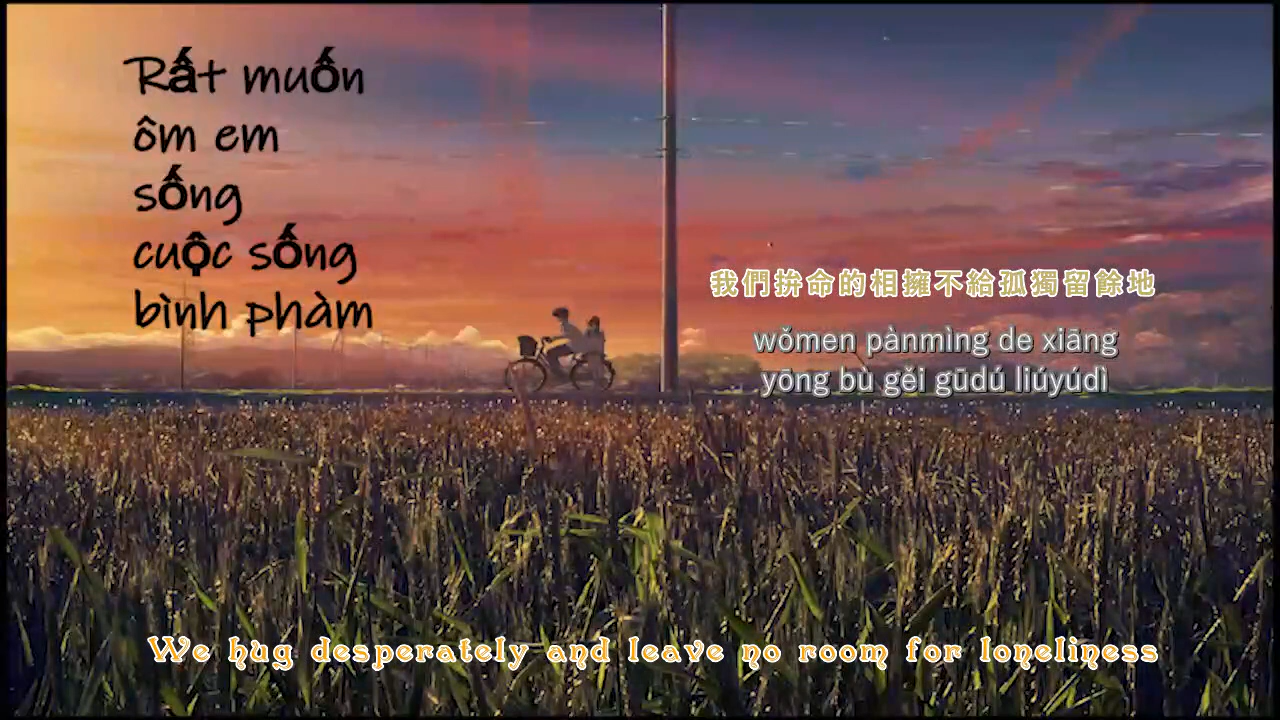 Rất muốn
ôm em
sống
cuộc sống
bình phàm
我們拚命的相擁不給孤獨留餘地
wǒmen pànmìng de xiāng
yōng bù gěi gūdú liúyúdì
We hug desperately and leave no room for loneliness